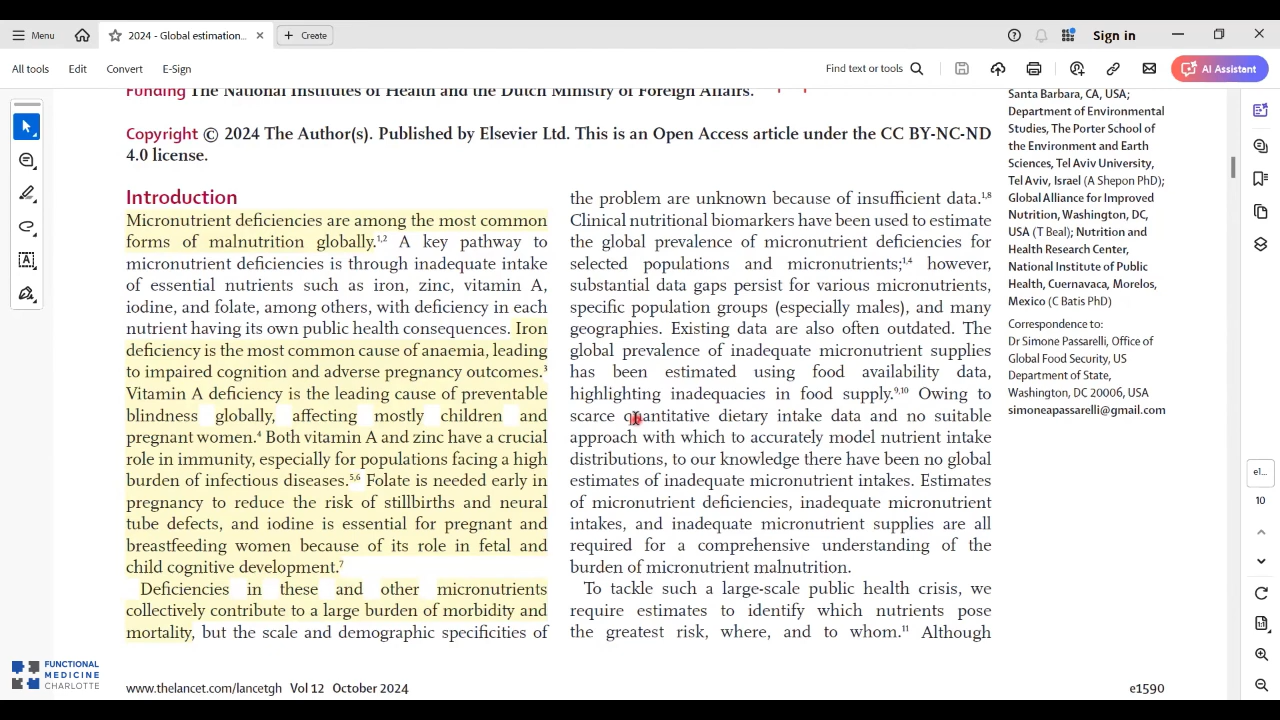 Menu
2024 - Global estimation...
Create
Sign in
All tools
Edit
Convert
E-Sign
Find text or tools
AI Assistant
Funding The National Institutes of Health and the Dutch Ministry of Foreign Affairs.
Copyright © 2024 The Author(s). Published by Elsevier Ltd. This is an Open Access article under the CC BY-NC-ND
4.0 license.
Introduction
Micronutrient deficiencies are among the most common
forms of malnutrition globally.1,2 A key pathway to
micronutrient deficiencies is through inadequate intake
of essential nutrients such as iron, zinc, vitamin A,
iodine, and folate, among others, with deficiency in each
nutrient having its own public health consequences. Iron
deficiency is the most common cause of anaemia, leading
to impaired cognition and adverse pregnancy outcomes.3
Vitamin A deficiency is the leading cause of preventable
blindness globally, affecting mostly children and
pregnant women.4 Both vitamin A and zinc have a crucial
role in immunity, especially for populations facing a high
burden of infectious diseases.5,6 Folate is needed early in
pregnancy to reduce the risk of stillbirths and neural
tube defects, and iodine is essential for pregnant and
breastfeeding women because of its role in fetal and
child cognitive development.7
Deficiencies in these and other micronutrients
collectively contribute to a large burden of morbidity and
mortality, but the scale and demographic specificities of
the problem are unknown because of insufficient data.1,8
Clinical nutritional biomarkers have been used to estimate
the global prevalence of micronutrient deficiencies for
selected populations and micronutrients;1,4 however,
substantial data gaps persist for various micronutrients,
specific population groups (especially males), and many
geographies. Existing data are also often outdated. The
global prevalence of inadequate micronutrient supplies
has been estimated using food availability data,
highlighting inadequacies in food supply.9,10 Owing to
scarce quantitative dietary intake data and no suitable
approach with which to accurately model nutrient intake
distributions, to our knowledge there have been no global
estimates of inadequate micronutrient intakes. Estimates
of micronutrient deficiencies, inadequate micronutrient
intakes, and inadequate micronutrient supplies are all
required for a comprehensive understanding of the
burden of micronutrient malnutrition.
To tackle such a large-scale public health crisis, we
require estimates to identify which nutrients pose
the greatest risk, where, and to whom.11 Although
Santa Barbara, CA, USA;
Department of Environmental
Studies, The Porter School of
the Environment and Earth
Sciences, Tel Aviv University,
Tel Aviv, Israel (A Shepon PhD);
Global Alliance for Improved
Nutrition, Washington, DC,
USA (T Beal); Nutrition and
Health Research Center,
National Institute of Public
Health, Cuernavaca, Morelos,
Mexico (C Batis PhD)
Correspondence to:
Dr Simone Passarelli, Office of
Global Food Security, US
Department of State,
Washington, DC 20006, USA
simoneapassarelli@gmail.com
e1...
10
FUNCTIONAL
MEDICINE
CHARLOTTE
www.thelancet.com/lancetgh Vol 12 October 2024
e1590